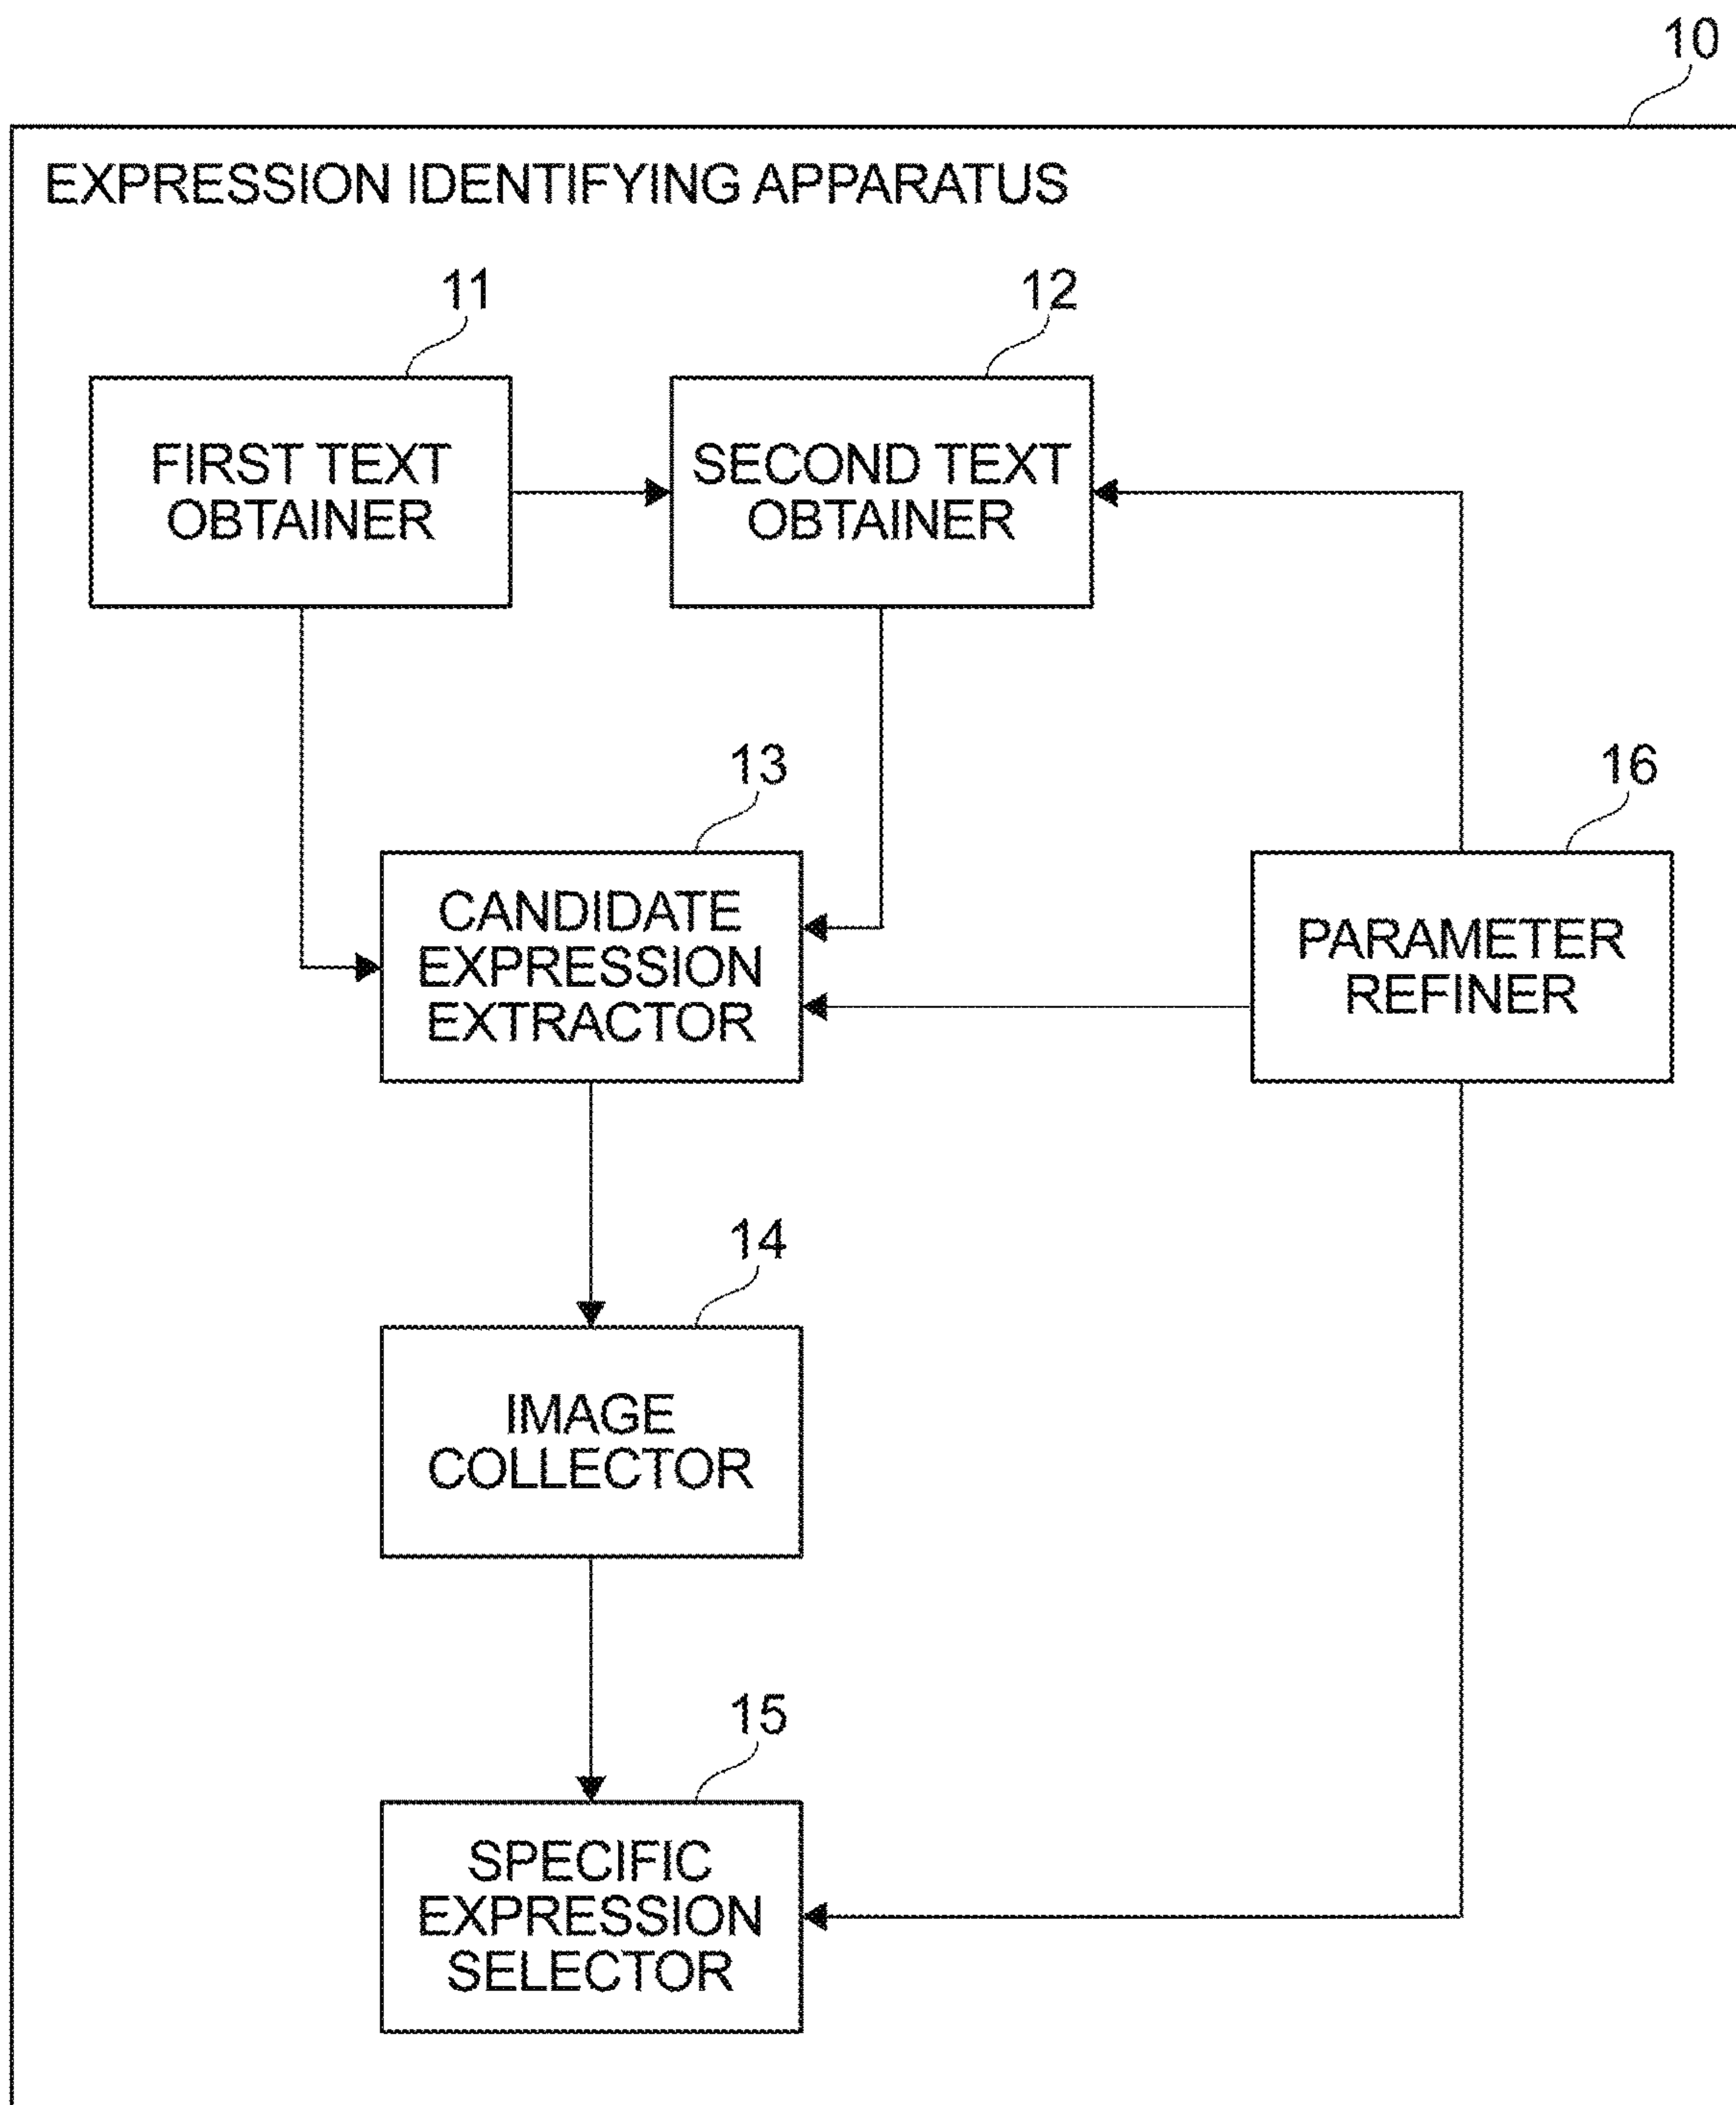 10
EXPRESSION IDENTIFYING APPARATUS
11
12
FIRST TEXT
OBTAINER
SECOND TEXT
OBTAINER
13
16
CANDIDATE
EXPRESSION
EXTRACTOR
PARAMETER
REFINER
14
IMAGE
COLLECTOR
15
SPECIFIC
EXPRESSION
SELECTOR